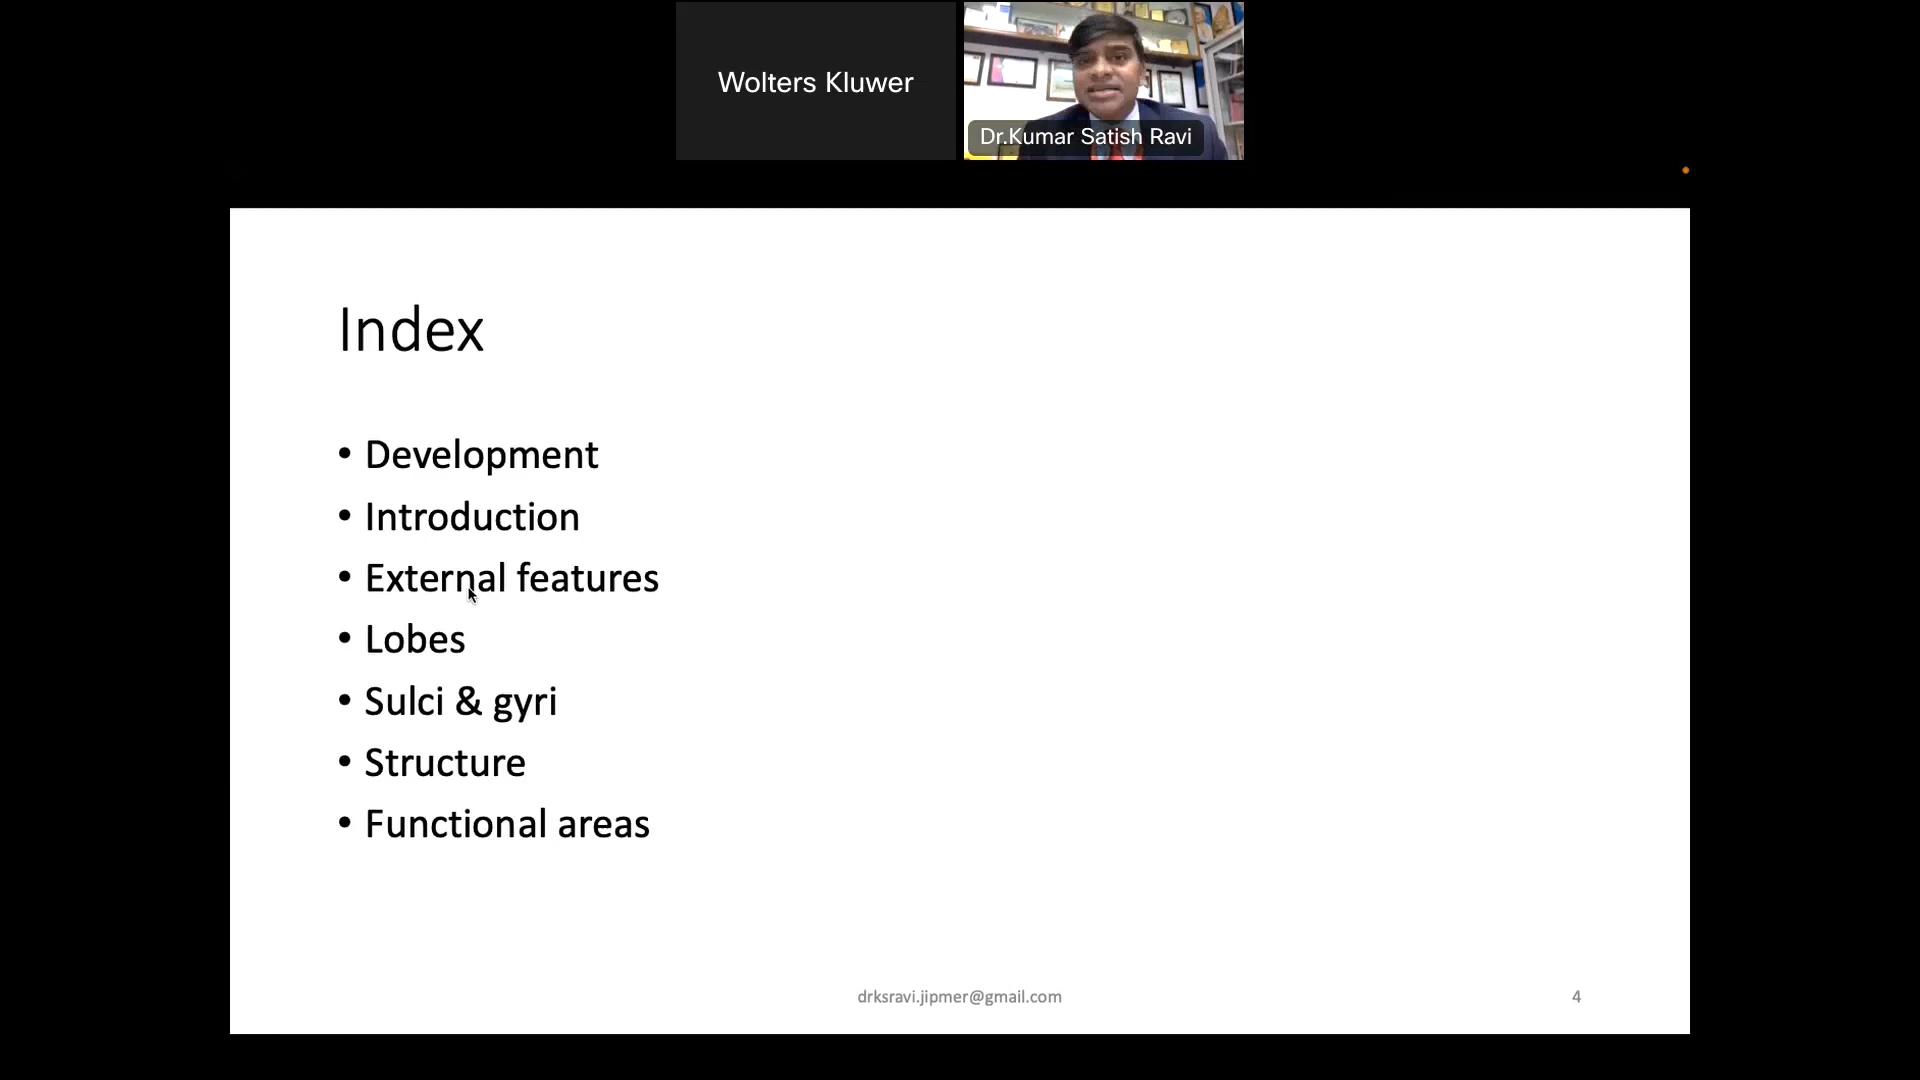 Wolters Kluwer
Dr.Kumar Satish Ravi
Index
• Development
• Introduction
• External features
• Lobes
• Sulci & gyri
• Structure
• Functional areas
drksravi.jipmer@gmail.com
4